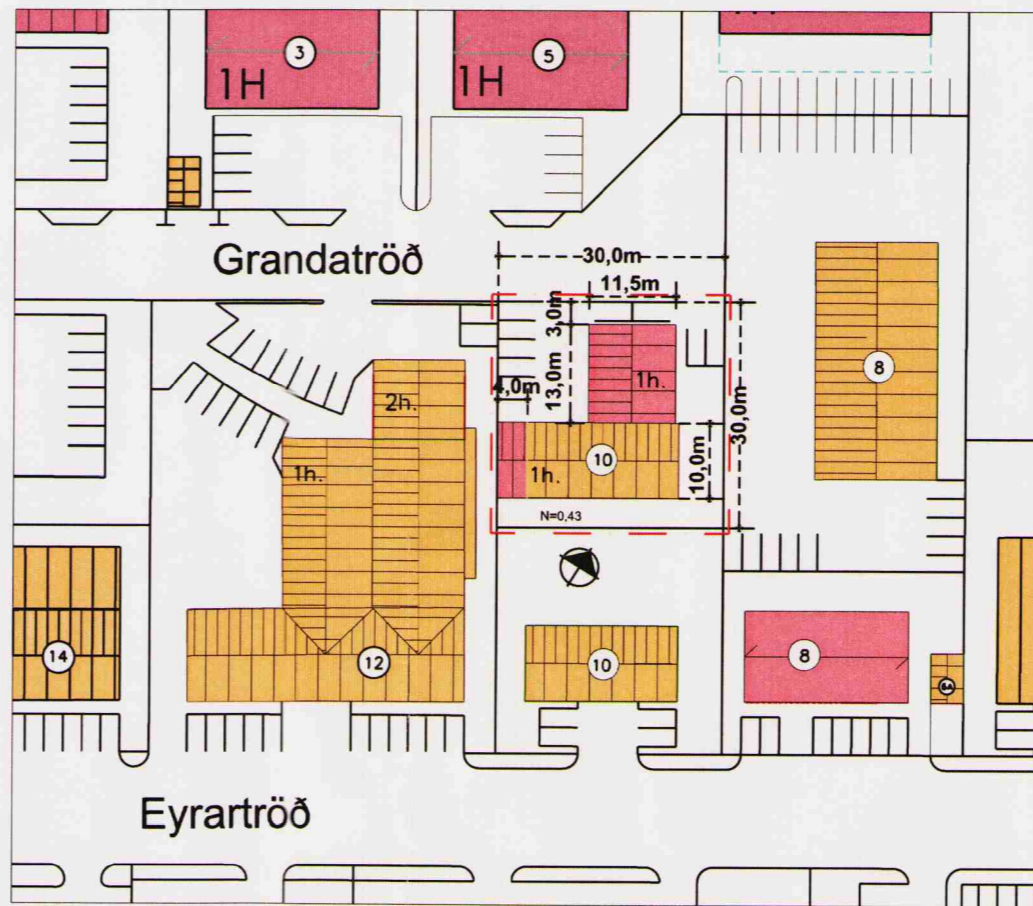 3
5
1H
1H
Grandatröð
30,0m
11,5m
3,0m
8
2h.
4,0m
13,0m
1h.
30,0m
1h.
1h.
10
10,0m
N=0,43
14
12
10
8
8A
Eyrartröð